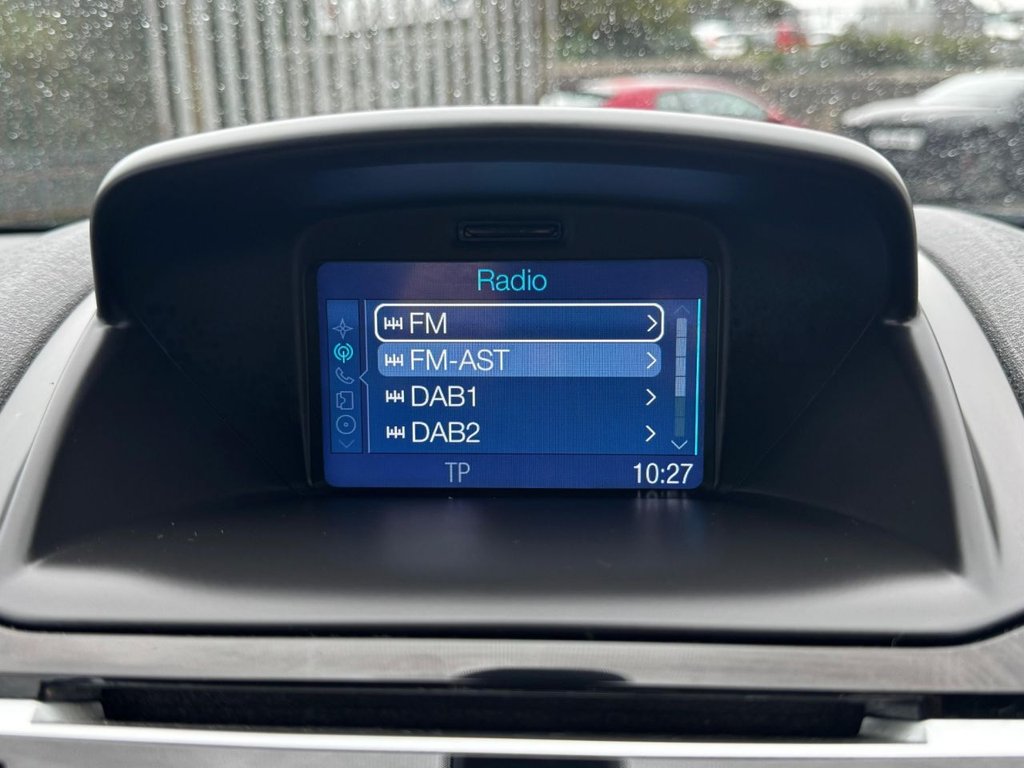 Radio
FM
FM-AST
DAB1
DAB2
TP 10:27